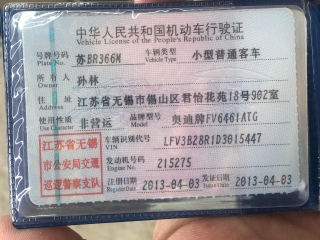 中华人民共和国机动车行驶证
Vehicle License of the People's Republic of China
号牌号码 Plate No. 苏BR366M 车辆类型 Vehicle Type 小型普通客车
所有人 Owner 孙林
住址 Address 江苏省无锡市锡山区君怡花苑18号902室
使用性质 Use Character 非营运 品牌型号 Model 奥迪牌FV6461ATG
江苏省无锡市公安局交通巡逻警察支队
车辆识别代号 VIN LFV3B28R1D3015447
发动机号码 Engine No. 215275
注册日期 Register Date 2013-04-03 发证日期 Issue Date 2013-04-03